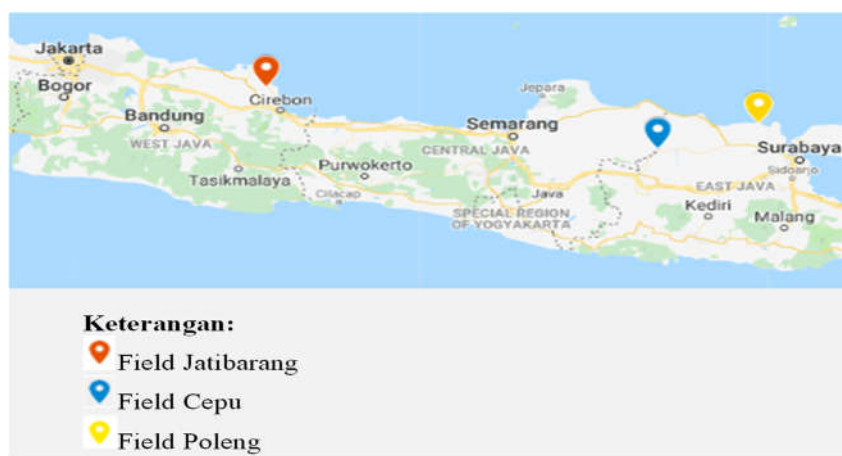 Jakarta
Bogor
Cirebon
Bandung
WEST JAVA
Tasikmalaya
Purwokerto
Cilacap
Jepara
Semarang
CENTRAL JAVA
Java
SPECIAL REGION
OF YOGYAKARTA
Surabaya
Sidoarjo
EAST JAVA
Kediri
Malang
Keterangan:
Field Jatibarang
Field Cepu
Field Poleng